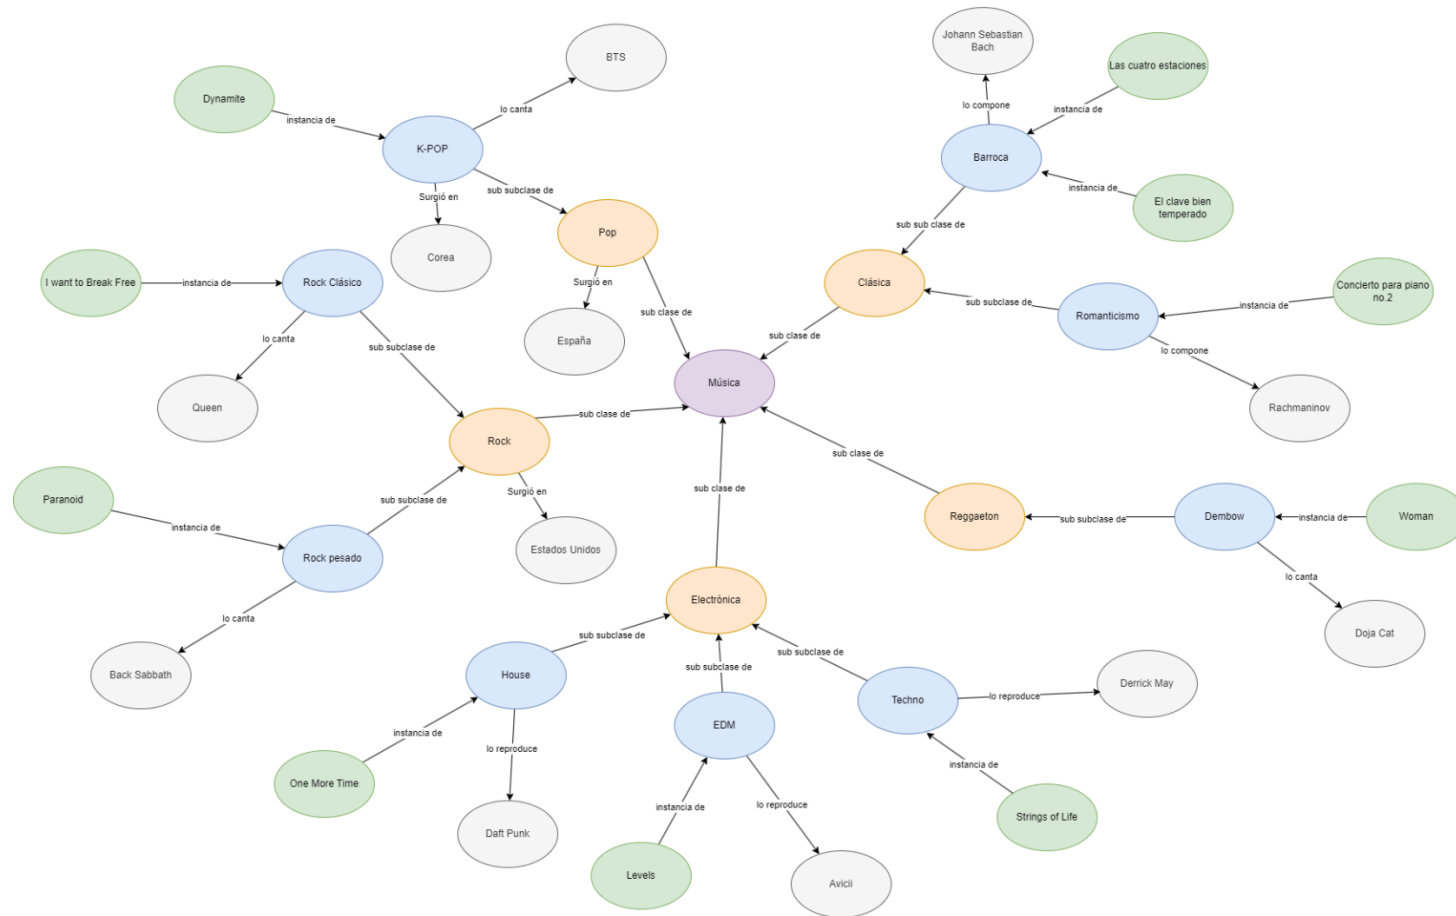 Johann Sebastian
Bach
BTS
Las cuatro estaciones
Dynamite
lo compone
lo canta
instancia de
instancia de
K-POP
Barroca
instancia de
sub subclase de
Surgió en
El clave bien
temperado
sub sub clase de
Pop
Corea
I want to Break Free
instancia de
Rock Clásico
Surgió en
Clásica
sub subclase de
Concierto para piano
no.2
instancia de
Romanticismo
sub clase de
España
sub clase de
lo canta
sub subclase de
lo compone
Música
Queen
Rachmaninov
sub clase de
Rock
sub clase de
Paranoid
sub subclase de
Surgió en
sub clase de
instancia de
Reggaeton
sub subclase de
Dembow
instancia de
Woman
Estados Unidos
Rock pesado
lo canta
Electrónica
lo canta
sub subclase de
Doja Cat
sub subclase de
sub subclase de
Back Sabbath
House
Derrick May
lo reproduce
Techno
EDM
instancia de
lo reproduce
instancia de
One More Time
instancia de
lo reproduce
Strings of Life
Daft Punk
Levels
Avicii